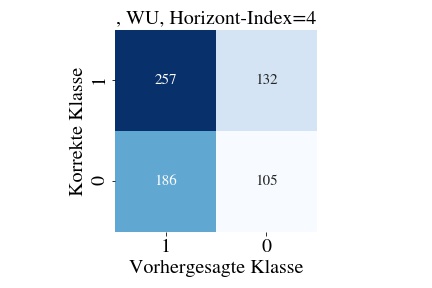 , WU, Horizont-Index=4
Korrekte Klasse
1
257
132
0
186
105
1
0
Vorhergesagte Klasse